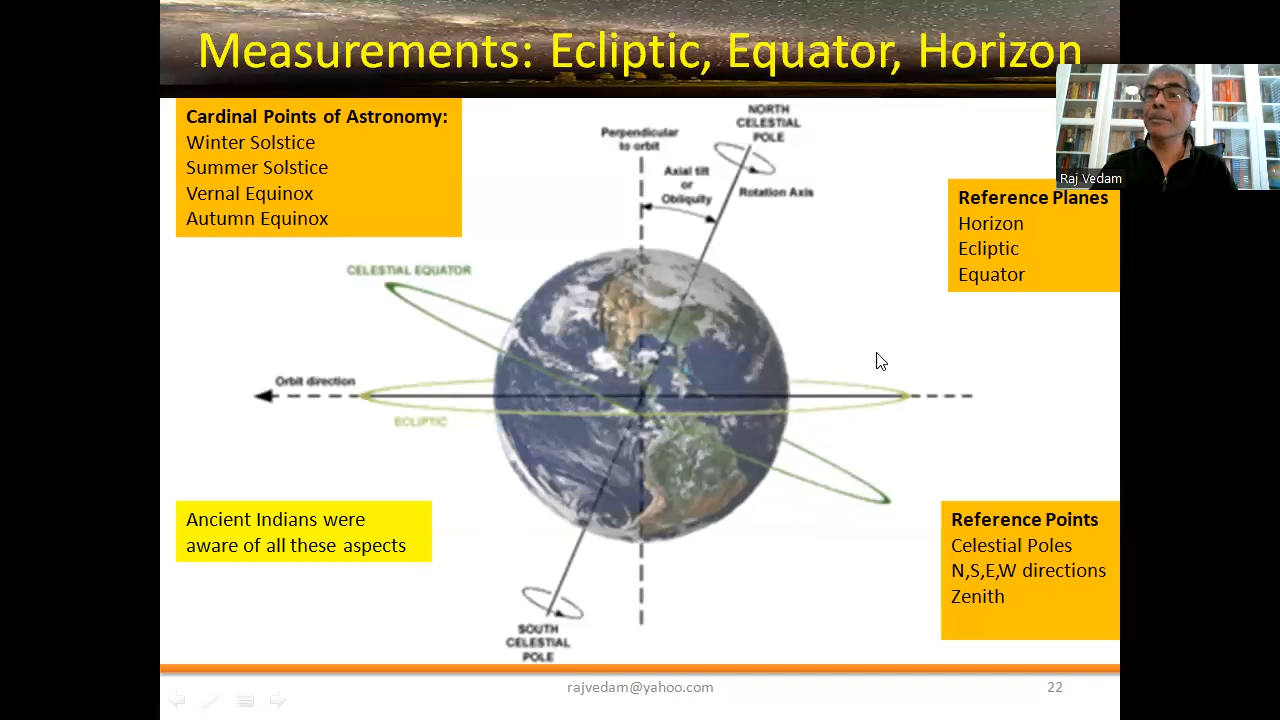 Measurements: Ecliptic, Equator, Horizon
Cardinal Points of Astronomy:
Winter Solstice
Summer Solstice
Vernal Equinox
Autumn Equinox
Perpendicular
to orbit
NORTH
CELESTIAL
POLE
Axial tilt
or
Obliquity
Rotation Axis
Raj Vedam
Reference Planes
Horizon
Ecliptic
Equator
CELESTIAL EQUATOR
Orbit direction
ECLIPTIC
Ancient Indians were
aware of all these aspects
Reference Points
Celestial Poles
N,S,E,W directions
Zenith
SOUTH
CELESTIAL
POLE
rajvedam@yahoo.com
22